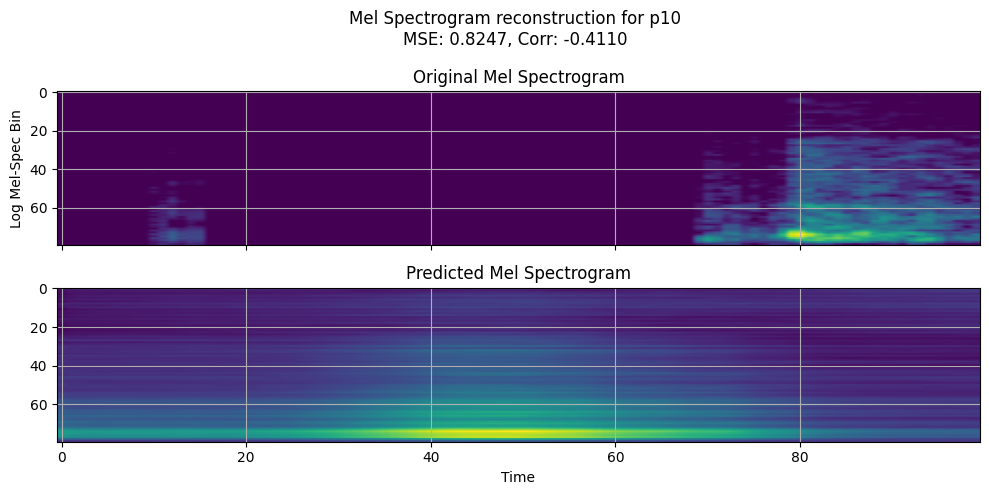 Mel Spectrogram reconstruction for p10
MSE: 0.8247, Corr: -0.4110
Original Mel Spectrogram
Log Mel-Spec Bin
0
20
40
60
Predicted Mel Spectrogram
0
20
40
60
0 20 40 60 80
Time